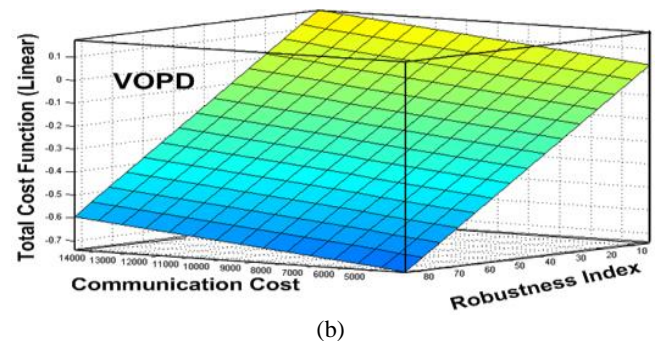 0.1
0
-0.1
-0.2
-0.3
-0.4
-0.5
-0.6
-0.7
Total Cost Function (Linear)
VOPD
14000 13000 12000 11000 10000 9000 8000 7000 6000 5000
Communication Cost
80 70 60 50 40 30 20 10
Robustness Index
(b)